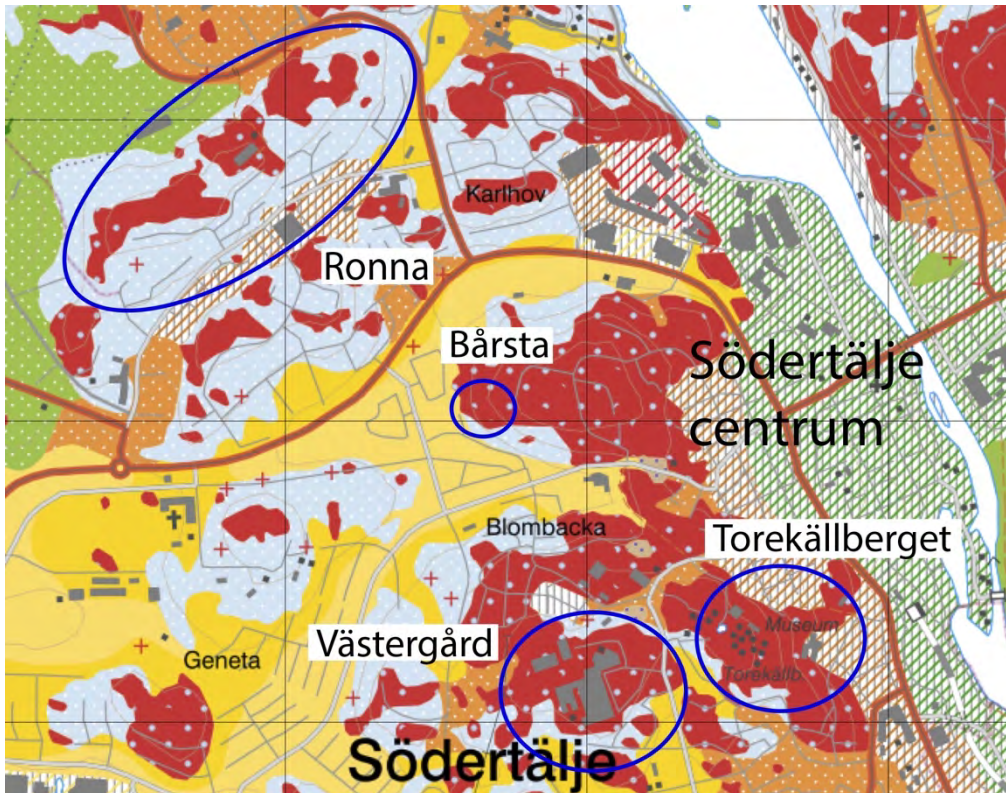 Karlhov
Ronna
Bårsta
Södertälje
centrum
Blombacka
Torekällberget
Museum
Västergård
Geneta
Torekällb.
Södertälje